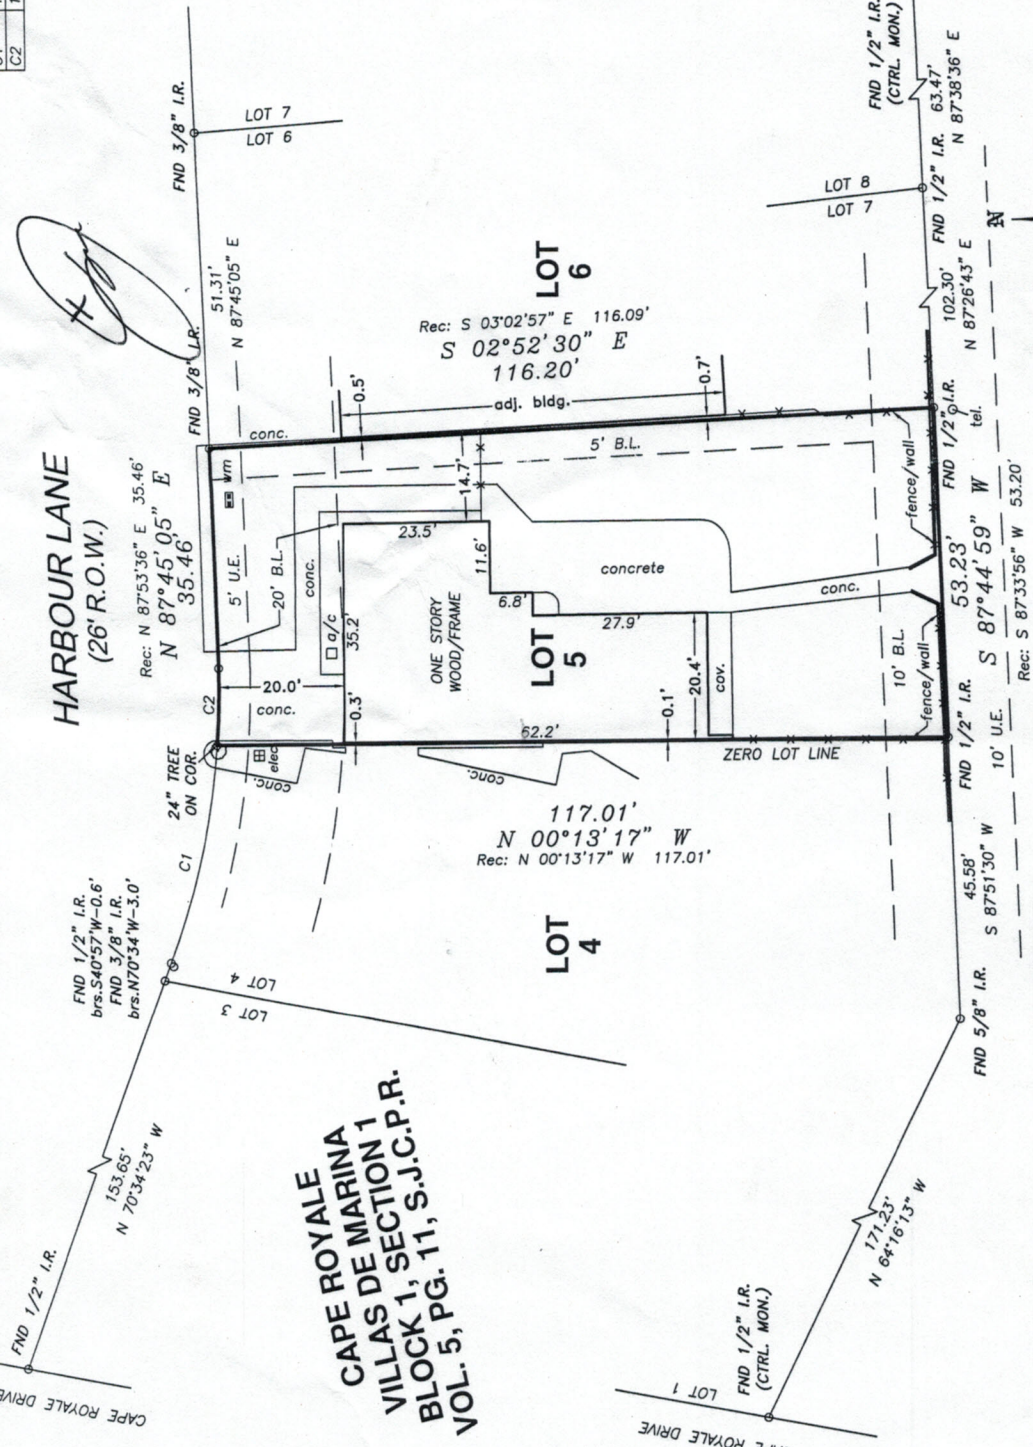 C2
FND 3/8" I.R.
LOT 7
LOT 6
FND 1/2" I.R.
(CTRL. MON.)
63.47'
N 87°38'36" E
FND 1/2" I.R.
LOT 8
LOT 7
N
102.30'
N 87°26'43" E
51.31'
N 87°45'05" E
FND 3/8" I.R.
LOT
6
Rec: S 03°02'57" E 116.09'
S 02°52'30" E
116.20'
0.5'
adj. bldg.
0.7'
conc.
5' B.L.
FND 1/2" I.R.
tel.
HARBOUR LANE
(26' R.O.W.)
Rec: N 87°53'36" E 35.46'
N 87°45'05" E
35.46'
wm
5' U.E.
20' B.L.
14.7'
23.5'
11.6'
conc.
a/c
35.2'
ONE STORY
WOOD/FRAME
6.8'
concrete
27.9'
conc.
fence/wall
LOT
5
C2
20.0'
conc.
0.3'
62.2'
0.1'
20.4'
cov.
10' B.L.
fence/wall
53.23'
S 87°44'59" W
Rec: S 87°33'56" W 53.20'
10' U.E.
FND 1/2" I.R.
ZERO LOT LINE
24" TREE
ON COR.
elec
conc.
conc.
117.01'
N 00°13'17" W
Rec: N 00°13'17" W 117.01'
C1
45.58'
S 87°51'30" W
FND 1/2" I.R.
brs.S40°57'W-0.6'
FND 3/8" I.R.
brs.N70°34'W-3.0'
LOT
4
LOT 4
LOT 3
FND 5/8" I.R.
153.65'
N 70°34'23" W
CAPE ROYALE
VILLAS DE MARINA
BLOCK 1, SECTION 1
VOL. 5, PG. 11, S.J.C.P.R.
171.23'
N 64°16'13" W
FND 1/2" I.R.
FND 1/2" I.R.
(CTRL. MON.)
LOT 1
CAPE ROYALE DRIVE
ROYALE DRIVE